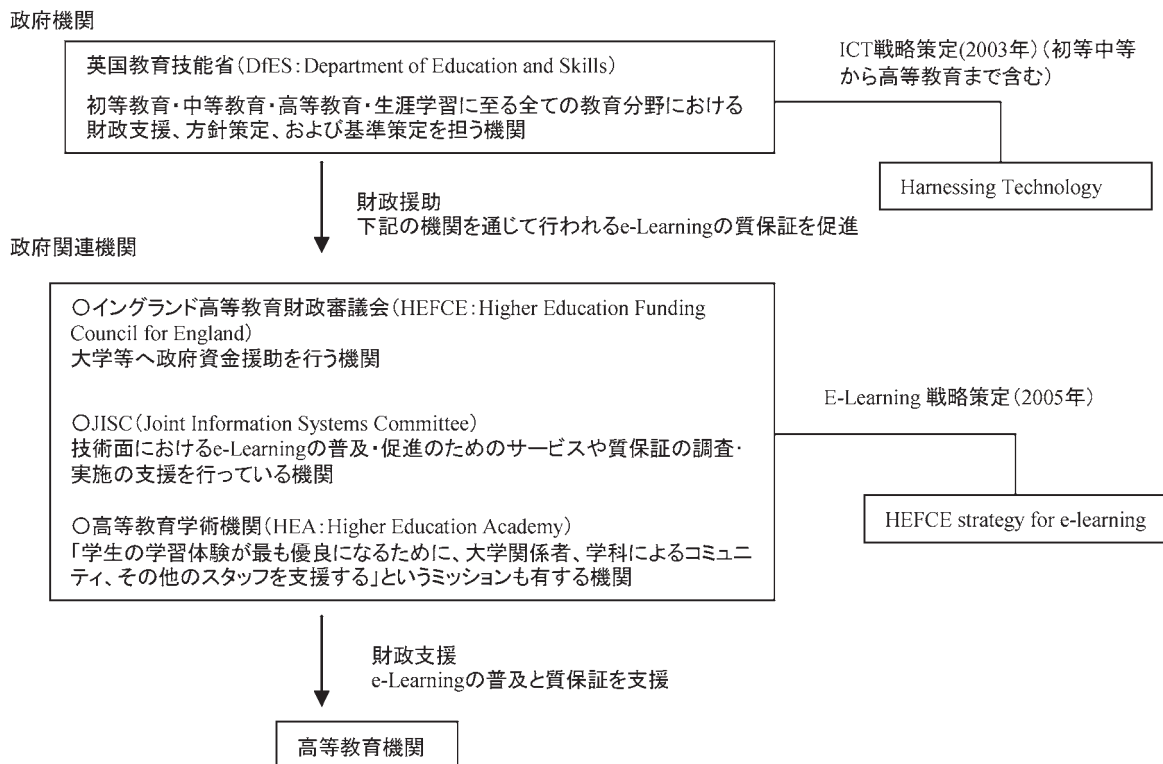 政府機関
英国教育技能省(DfES:Department of Education and Skills)
初等教育・中等教育・高等教育・生涯学習に至る全ての教育分野における
財政支援、方針策定、および基準策定を担う機関
ICT戦略策定(2003年)(初等中等
から高等教育まで含む)
Harnessing Technology
財政援助
下記の機関を通じて行われるe-Learningの質保証を促進
政府関連機関
○イングランド高等教育財政審議会(HEFCE:Higher Education Funding
Council for England)
大学等へ政府資金援助を行う機関
○JISC(Joint Information Systems Committee)
技術面におけるe-Learningの普及・促進のためのサービスや質保証の調査・
実施の支援を行っている機関
○高等教育学術機関(HEA:Higher Education Academy)
「学生の学習体験が最も優良になるために、大学関係者、学科によるコミュニ
ティ、その他のスタッフを支援する」というミッションも有する機関
E-Learning 戦略策定(2005年)
HEFCE strategy for e-learning
財政支援
e-Learningの普及と質保証を支援
高等教育機関